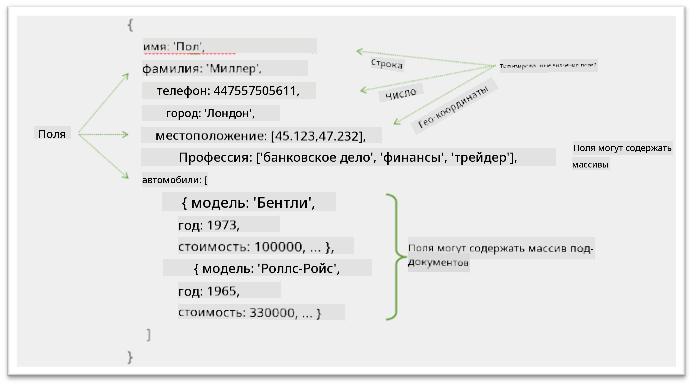 {
имя: 'Пол',
Строка
фамилия: 'Миллер',
телефон: 447557505611,
число
Гео-координаты
город: 'Лондон',
Поля
местоположение: [45.123,47.232],
Профессия: ['банковское дело', 'финансы', 'трейдер'],
Поля могут содержать
массивы
автомобили: [
{ модель: 'Бентли',
год: 1973,
стоимость: 100000, ... },
Поля могут содержать массив под-
документов
{ модель: 'Роллс-Ройс',
год: 1965,
стоимость: 330000, ... }
]
}